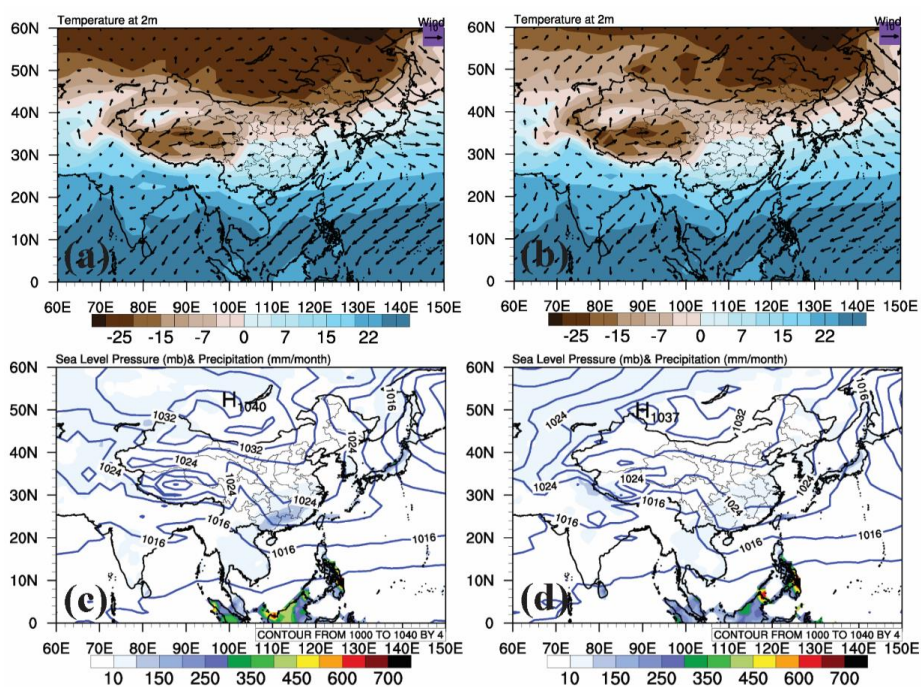 Temperature at 2m Wind
10
60N
50N
40N
30N
20N
10N
0
(a)
60E 70E 80E 90E 100E 110E 120E 130E 140E 150E
-25 -15 -7 0 7 15 22
Temperature at 2m Wind
10
60N
50N
40N
30N
20N
10N
0
(b)
60E 70E 80E 90E 100E 110E 120E 130E 140E 150E
-25 -15 -7 0 7 15 22
Sea Level Pressure (mb)& Precipitation (mm/month)
60N
50N
40N
30N
20N
10N
0
H1040
1016
1032
1032
1024
1024
1024
1024
1024
1016
1016
1016
(c)
CONTOUR FROM 1000 TO 1040 BY 4
60E 70E 80E 90E 100E 110E 120E 130E 140E 150E
10 150 250 350 450 600 700
Sea Level Pressure (mb)& Precipitation (mm/month)
60N
50N
40N
30N
20N
10N
0
1016
1024
H1037
1032
1024
1024
1024
1024
1016
1016
1016
(d)
CONTOUR FROM 1000 TO 1040 BY 4
60E 70E 80E 90E 100E 110E 120E 130E 140E 150E
10 150 250 350 450 600 700